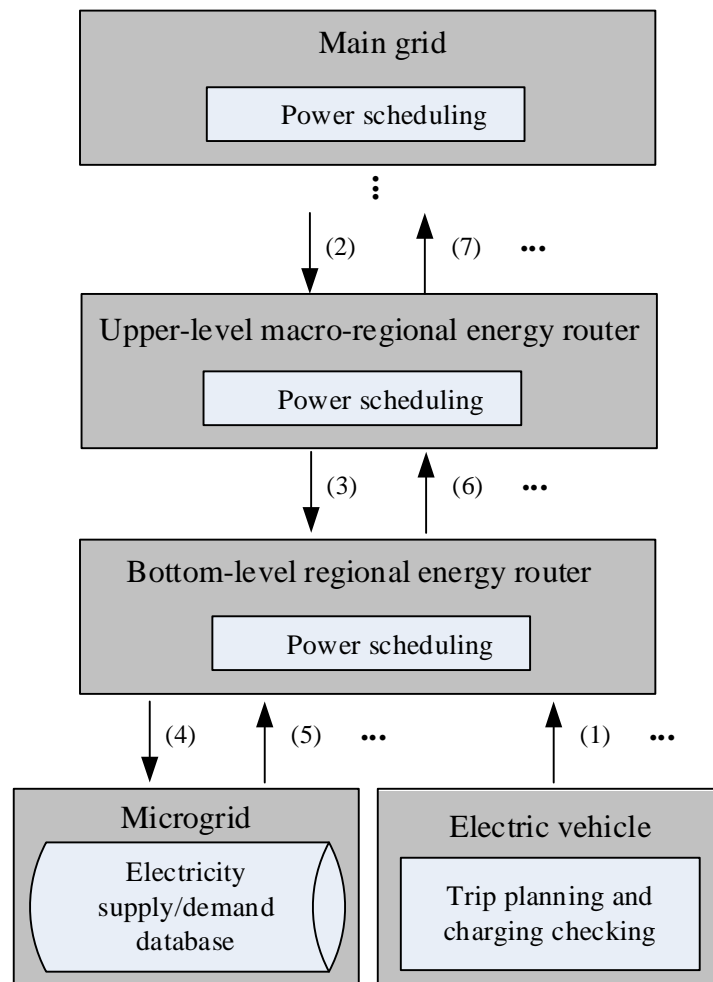 Main grid
Power scheduling
(2)
(7)
...
Upper-level macro-regional energy router
Power scheduling
(3)
(6)
...
Bottom-level regional energy router
Power scheduling
(4)
(5)
...
(1)
...
Microgrid
Electricity
supply/demand
database
Electric vehicle
Trip planning and
charging checking